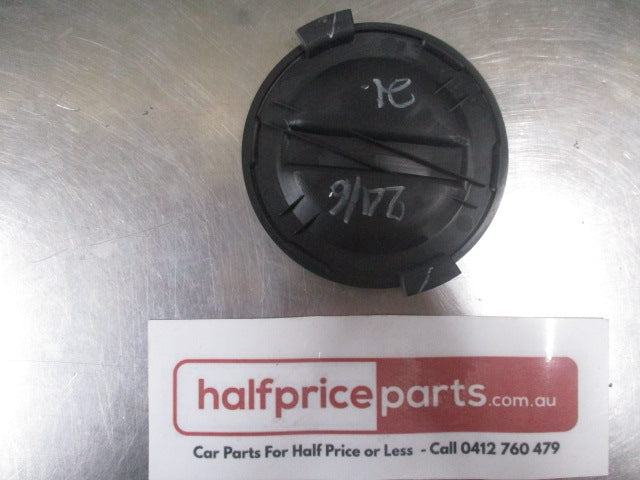 halfpriceparts.com.au
Car Parts For Half Price or Less - Call 0412 760 479